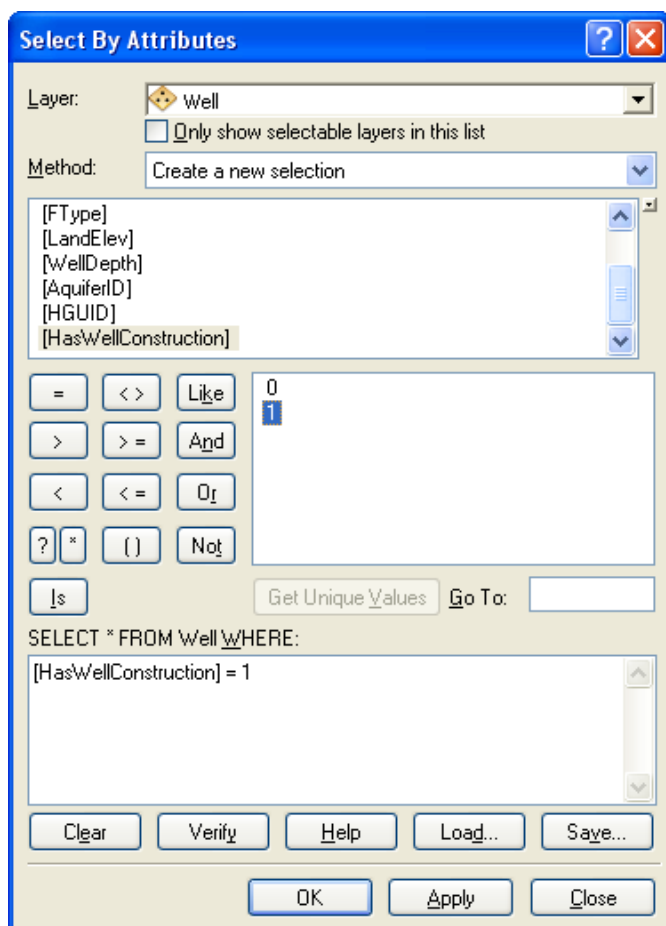 Select By Attributes
Layer: Well
Only show selectable layers in this list
Method: Create a new selection
[FType]
[LandElev]
[WellDepth]
[AquiferID]
[HGUID]
[HasWellConstruction]
= < > Like
> > = And
< < = Or
? * ( ) Not
Is
0
1
Get Unique Values Go To:
SELECT * FROM Well WHERE:
[HasWellConstruction] = 1
Clear Verify Help Load... Save...
OK Apply Close